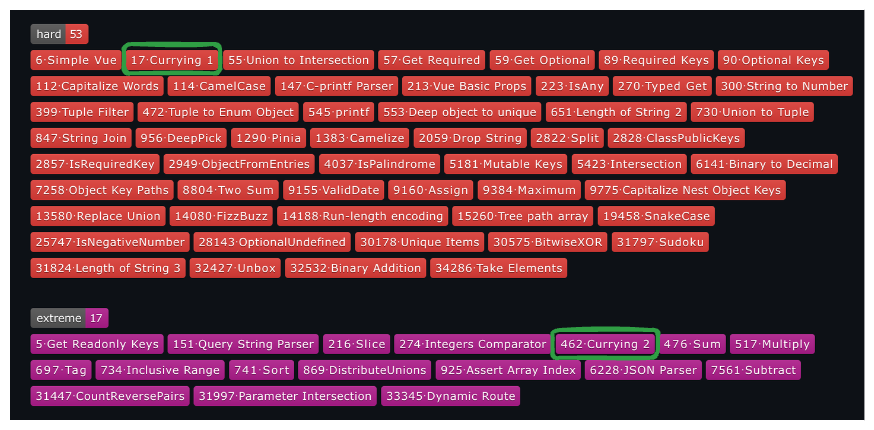 hard 53
6·Simple Vue 17·Currying 1 55·Union to Intersection 57·Get Required 59·Get Optional 89·Required Keys 90·Optional Keys
112·Capitalize Words 114·CamelCase 147·C-printf Parser 213·Vue Basic Props 223·IsAny 270·Typed Get 300·String to Number
399·Tuple Filter 472·Tuple to Enum Object 545·printf 553·Deep object to unique 651·Length of String 2 730·Union to Tuple
847·String Join 956·DeepPick 1290·Pinia 1383·Camelize 2059·Drop String 2822·Split 2828·ClassPublicKeys
2857·IsRequiredKey 2949·ObjectFromEntries 4037·IsPalindrome 5181·Mutable Keys 5423·Intersection 6141·Binary to Decimal
7258·Object Key Paths 8804·Two Sum 9155·ValidDate 9160·Assign 9384·Maximum 9775·Capitalize Nest Object Keys
13580·Replace Union 14080·FizzBuzz 14188·Run-length encoding 15260·Tree path array 19458·SnakeCase
25747·IsNegativeNumber 28143·OptionalUndefined 30178·Unique Items 30575·BitwiseXOR 31797·Sudoku
31824·Length of String 3 32427·Unbox 32532·Binary Addition 34286·Take Elements
extreme 17
5·Get Readonly Keys 151·Query String Parser 216·Slice 274·Integers Comparator 462·Currying 2 476·Sum 517·Multiply
697·Tag 734·Inclusive Range 741·Sort 869·DistributeUnions 925·Assert Array Index 6228·JSON Parser 7561·Subtract
31447·CountReversePairs 31997·Parameter Intersection 33345·Dynamic Route